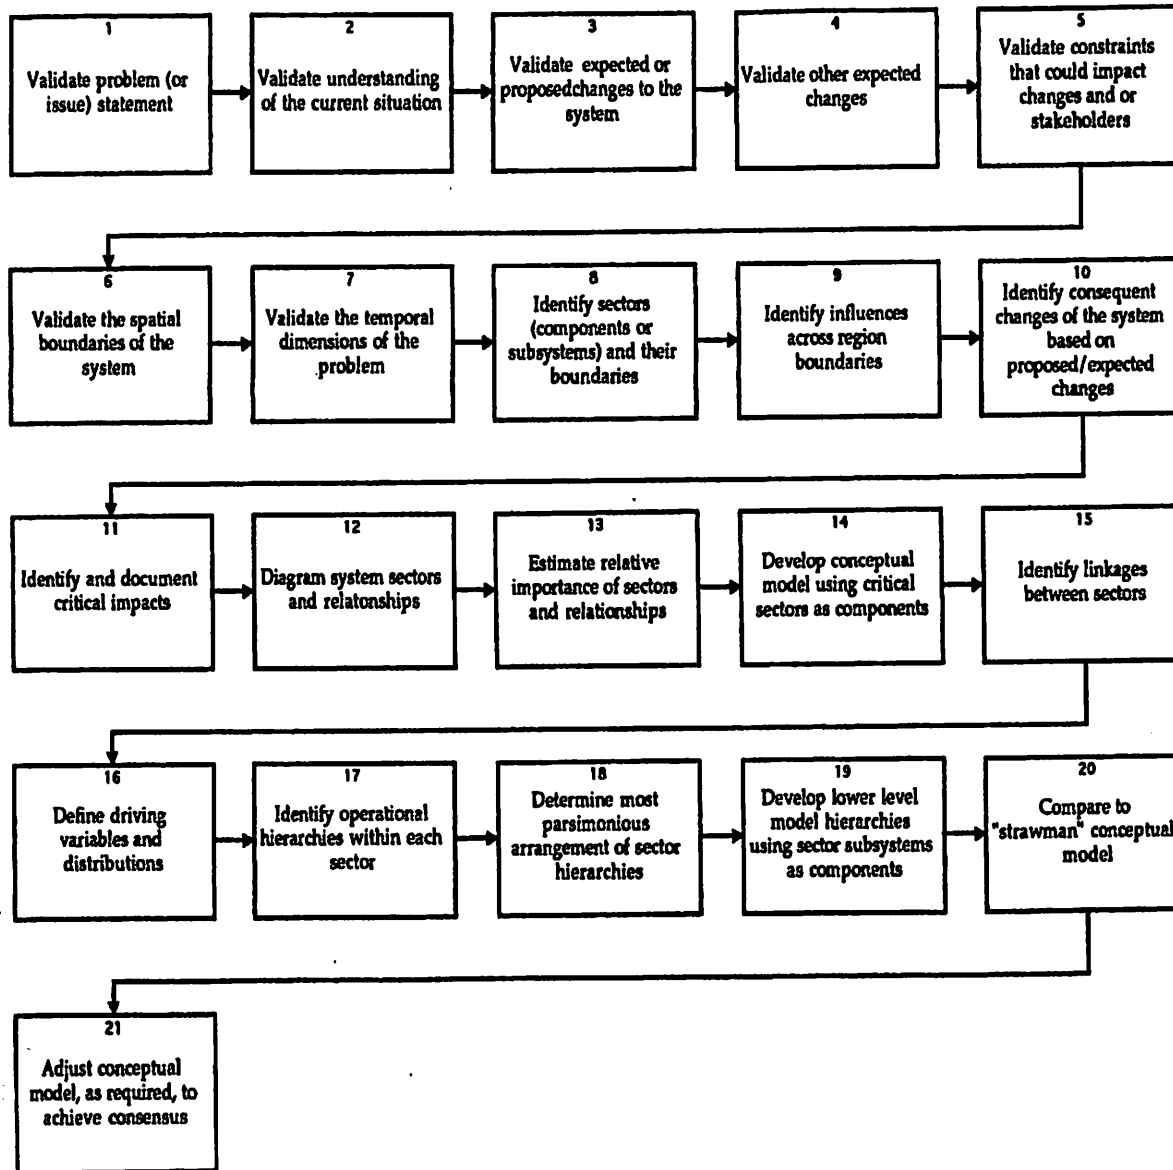 1
Validate problem (or
issue) statement
2
Validate understanding
of the current situation
3
Validate expected or
proposedchanges to the
system
4
Validate other expected
changes
5
Validate constraints
that could impact
changes and or
stakeholders
6
Validate the spatial
boundaries of the
system
7
Validate the temporal
dimensions of the
problem
8
Identify sectors
(components or
subsystems) and their
boundaries
9
Identify influences
across region
boundaries
10
Identify consequent
changes of the system
based on
proposed/expected
changes
11
Identify and document
critical impacts
12
Diagram system sectors
and relatonships
13
Estimate relative
importance of sectors
and relationships
14
Develop conceptual
model using critical
sectors as components
15
Identify linkages
between sectors
16
Define driving
variables and
distributions
17
Identify operational
hierarchies within each
sector
18
Determine most
parsimonious
arrangement of sector
hierarchies
19
Develop lower level
model hierarchies
using sector subsystems
as components
20
Compare to
"strawman" conceptual
model
21
Adjust conceptual
model, as required, to
achieve consensus